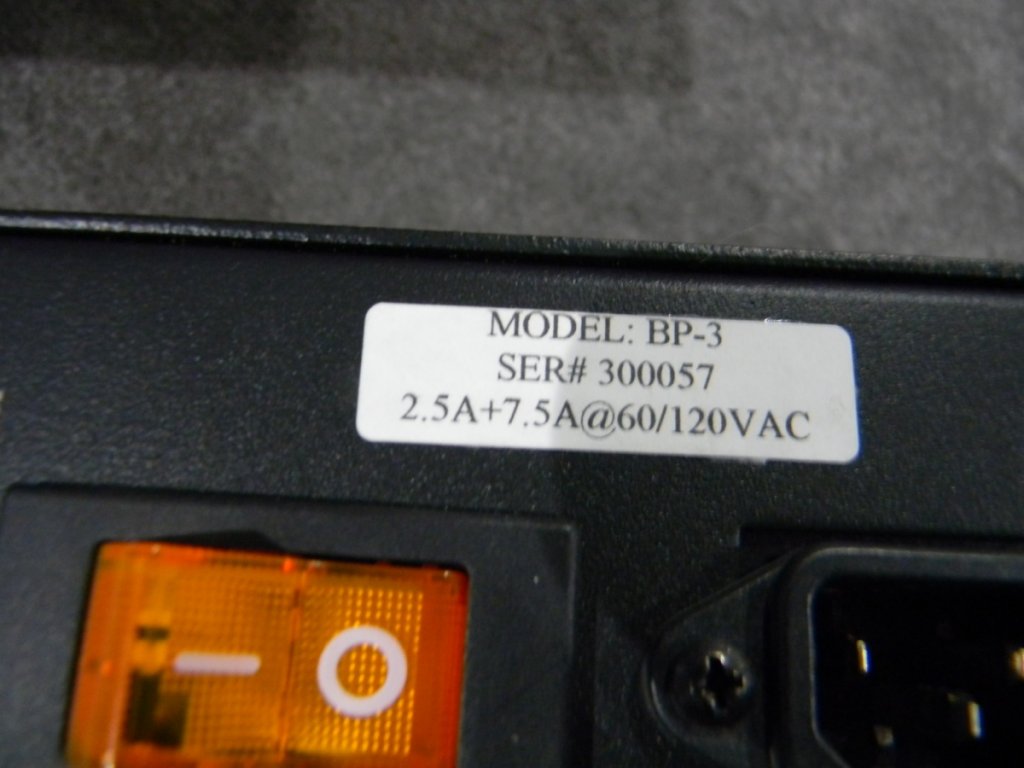 MODEL: BP-3
SER# 300057
2.5A+7.5A@60/120VAC